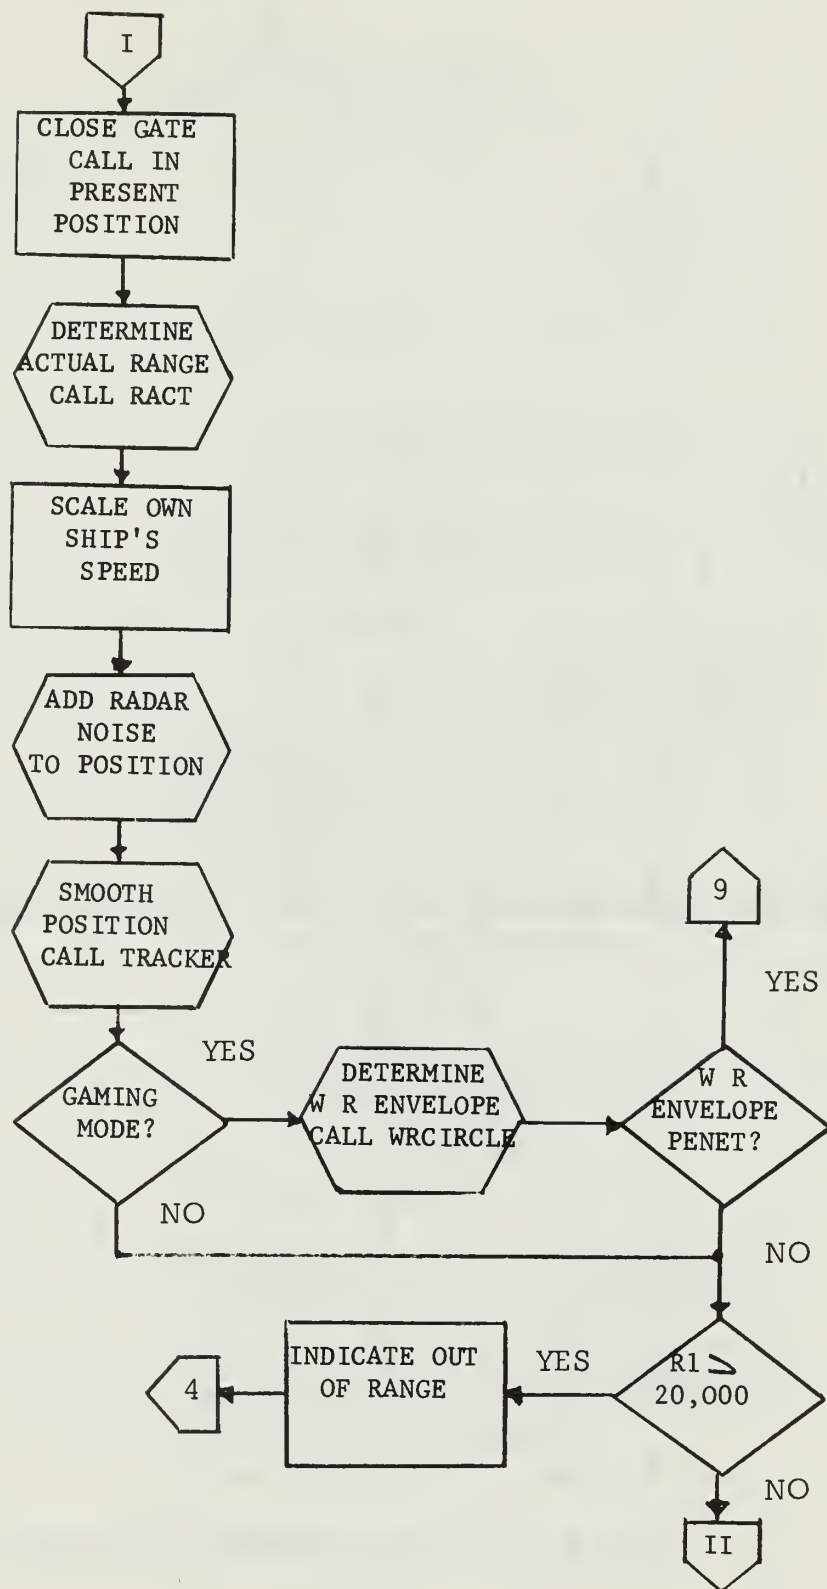 I
CLOSE GATE
CALL IN
PRESENT
POSITION
DETERMINE
ACTUAL RANGE
CALL RACT
SCALE OWN
SHIP'S
SPEED
ADD RADAR
NOISE
TO POSITION
SMOOTH
POSITION
CALL TRACKER
GAMING
MODE?
YES
NO
DETERMINE
W R ENVELOPE
CALL WRCIRCLE
W R
ENVELOPE
PENET?
YES
9
NO
R1 ≥
20,000
YES
INDICATE OUT
OF RANGE
4
NO
II